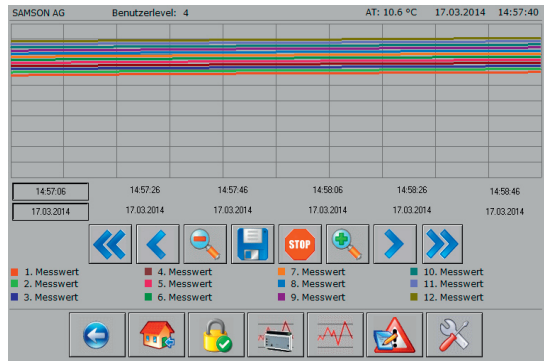 SAMSON AG Benutzerlevel: 4 AT: 10.6 °C 17.03.2014 14:57:40
14:57:06 14:57:26 14:57:46 14:58:06 14:58:26 14:58:46
17.03.2014 17.03.2014 17.03.2014 17.03.2014 17.03.2014 17.03.2014
STOP
1. Messwert 4. Messwert 7. Messwert 10. Messwert
2. Messwert 5. Messwert 8. Messwert 11. Messwert
3. Messwert 6. Messwert 9. Messwert 12. Messwert